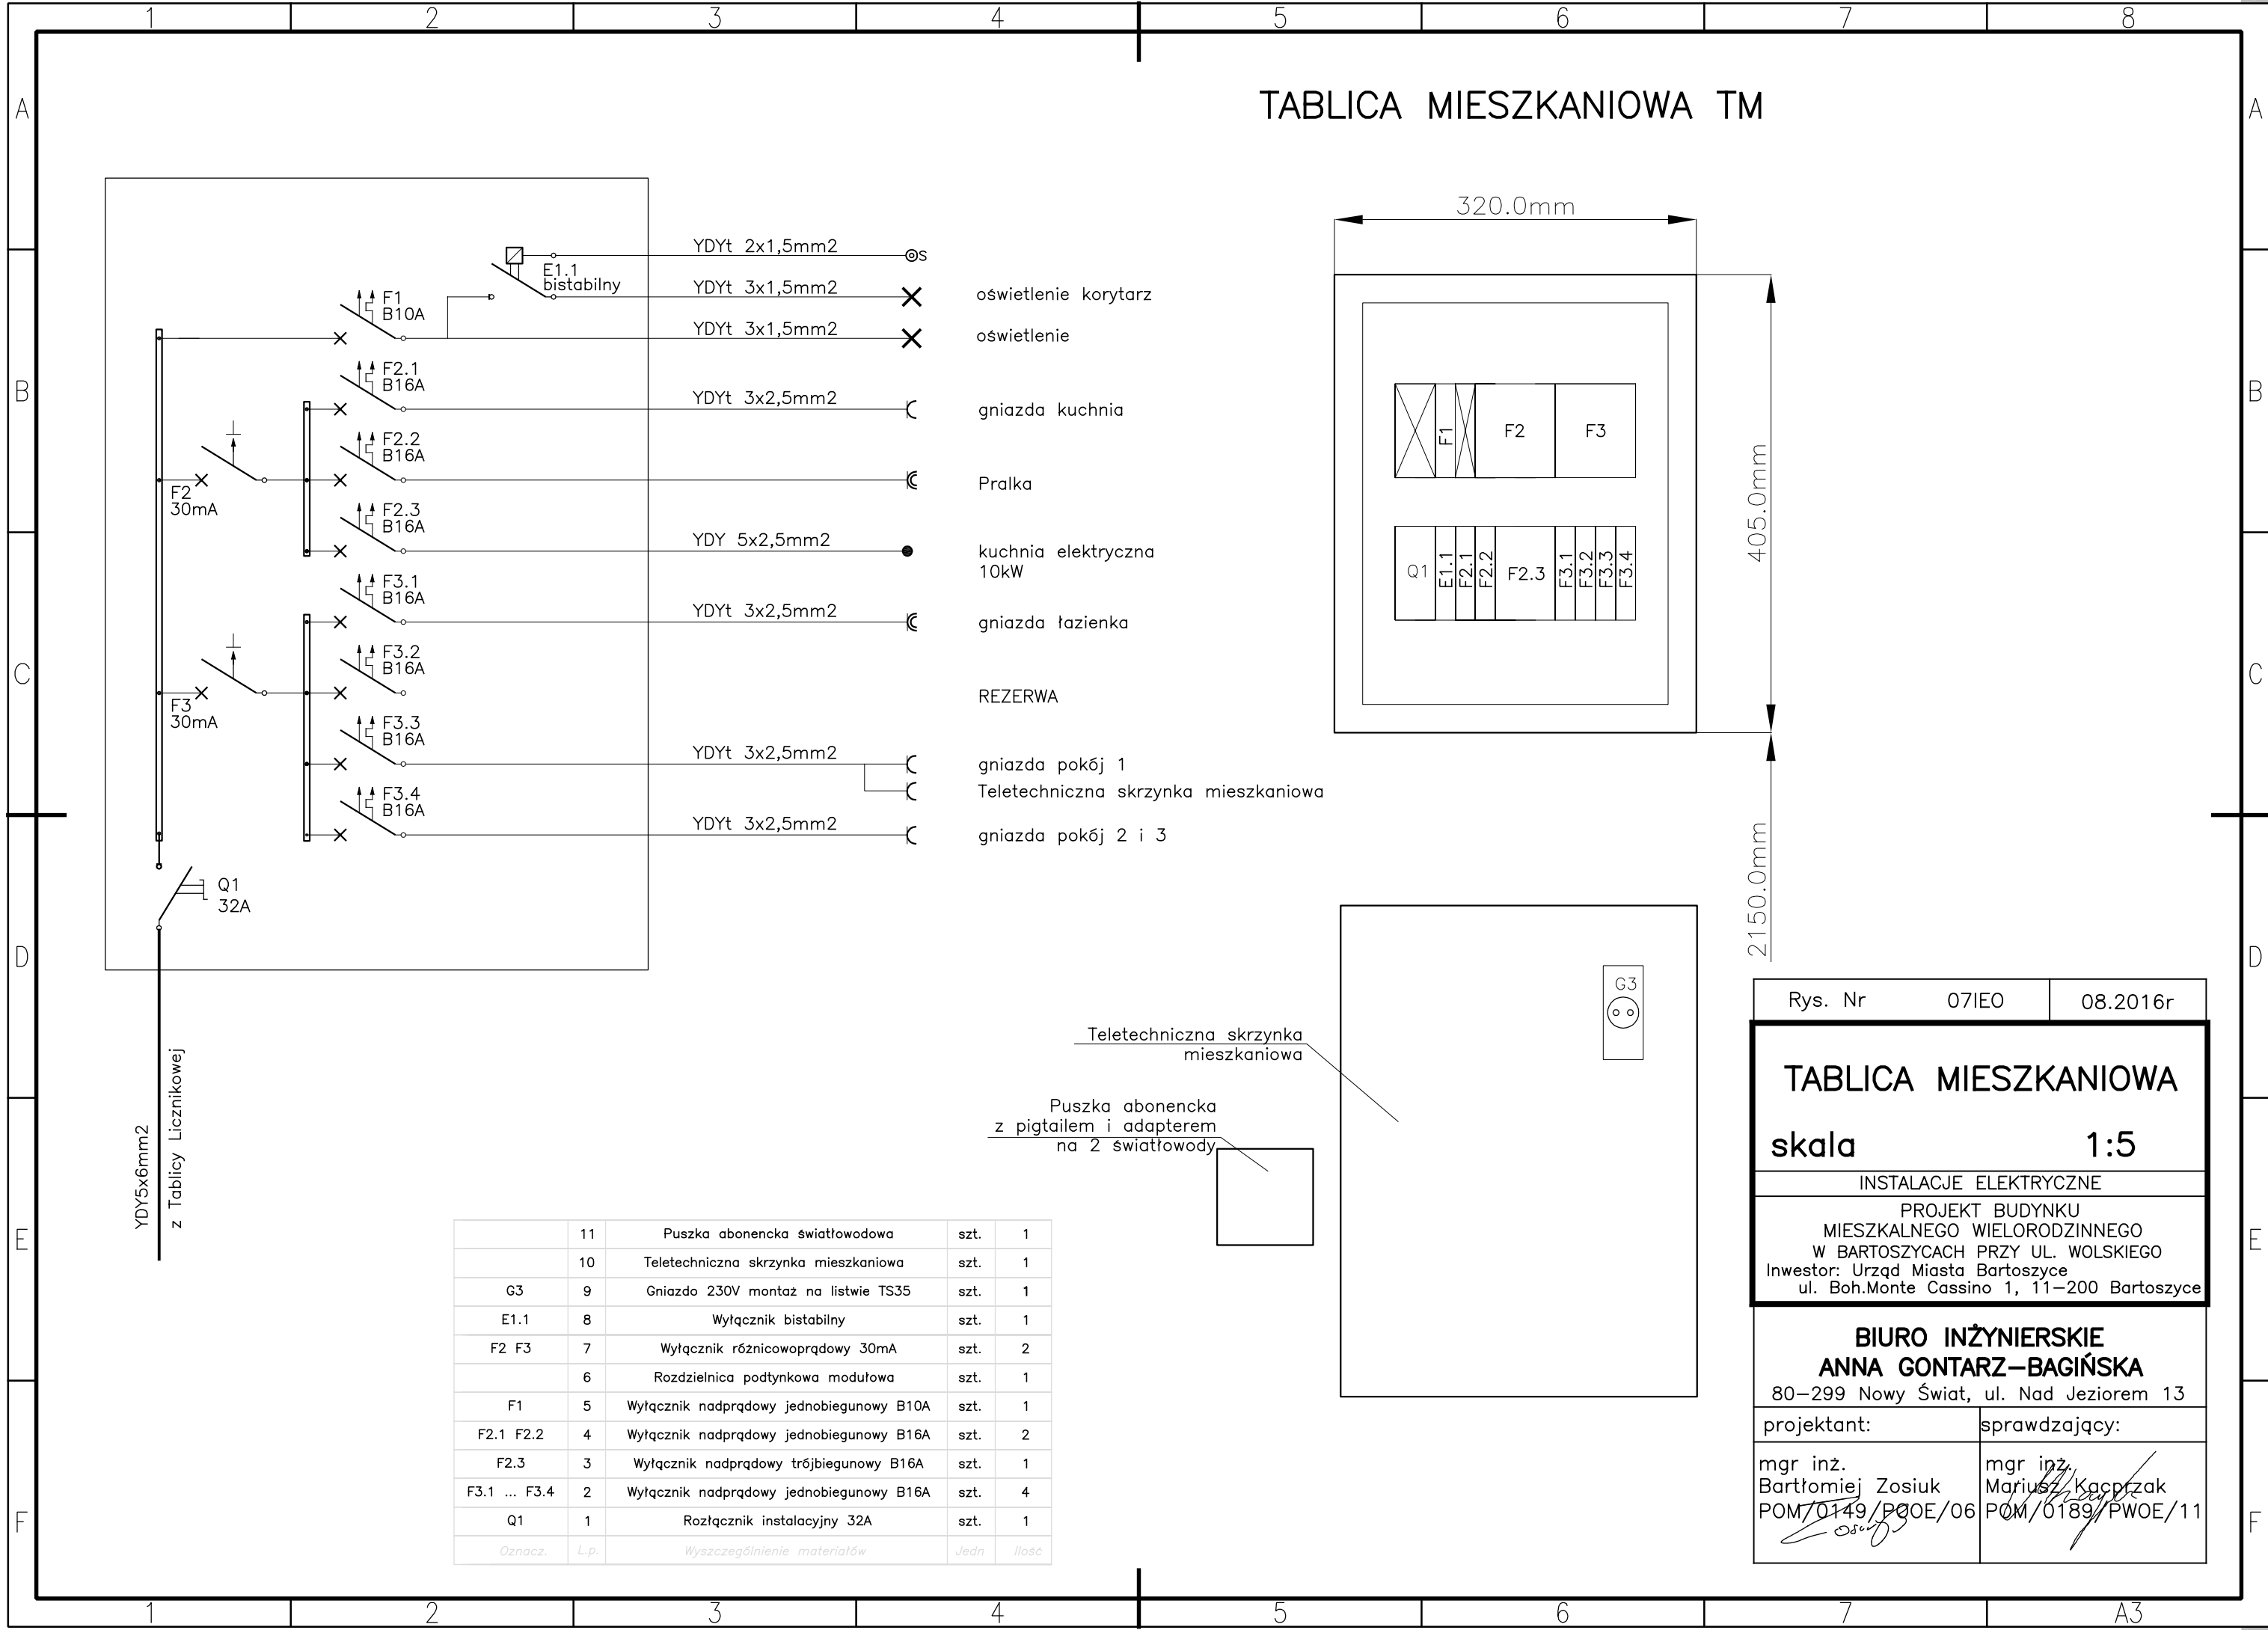 1 2 3 4 5 6 7 8
A
A
TABLICA MIESZKANIOWA TM
320.0mm
YDYt 2x1,5mm2
S
E1.1
bistabilny
YDYt 3x1,5mm2
oświetlenie korytarz
F1
B10A
YDYt 3x1,5mm2
oświetlenie
F2.1
B16A
B
B
YDYt 3x2,5mm2
gniazda kuchnia
F1
F2
F3
F2.2
B16A
F2
30mA
Pralka
405.0mm
F2.3
B16A
YDY 5x2,5mm2
kuchnia elektryczna
10kW
Q1
E1.1
F2.1
F2.2
F2.3
F3.1
F3.2
F3.3
F3.4
F3.1
B16A
YDYt 3x2,5mm2
gniazda łazienka
F3.2
B16A
C
C
REZERWA
F3
30mA
F3.3
B16A
YDYt 3x2,5mm2
gniazda pokój 1
Teletechniczna skrzynka mieszkaniowa
F3.4
B16A
YDYt 3x2,5mm2
gniazda pokój 2 i 3
2150.0mm
Q1
32A
D
D
G3
YDY5x6mm2
z Tablicy Licznikowej
Teletechniczna skrzynka
mieszkaniowa
Puszka abonencka
z pigtailem i adapterem
na 2 światłowody
E
E
11 Puszka abonencka światłowodowa szt. 1
10 Teletechniczna skrzynka mieszkaniowa szt. 1
G3 9 Gniazdo 230V montaż na listwie TS35 szt. 1
E1.1 8 Wyłącznik bistabilny szt. 1
F2 F3 7 Wyłącznik różnicowoprądowy 30mA szt. 2
6 Rozdzielnica podtynkowa modułowa szt. 1
F1 5 Wyłącznik nadprądowy jednobiegunowy B10A szt. 1
F2.1 F2.2 4 Wyłącznik nadprądowy jednobiegunowy B16A szt. 2
F2.3 3 Wyłącznik nadprądowy trójbiegunowy B16A szt. 1
F3.1 ... F3.4 2 Wyłącznik nadprądowy jednobiegunowy B16A szt. 4
Q1 1 Rozłącznik instalacyjny 32A szt. 1
Oznacz. L.p. Wyszczególnienie materiałów Jedn Ilość
Rys. Nr 07IEO 08.2016r
TABLICA MIESZKANIOWA
skala 1:5
INSTALACJE ELEKTRYCZNE
PROJEKT BUDYNKU
MIESZKALNEGO WIELORODZINNEGO
W BARTOSZYCACH PRZY UL. WOLSKIEGO
Inwestor: Urząd Miasta Bartoszyce
ul. Boh.Monte Cassino 1, 11-200 Bartoszyce
BIURO INŻYNIERSKIE
ANNA GONTARZ-BAGIŃSKA
80-299 Nowy Świat, ul. Nad Jeziorem 13
projektant: sprawdzający:
mgr inż.
Bartłomiej Zosiuk
POM/0149/POOE/06
mgr inż.
Mariusz Kacprzak
POM/0189/PWOE/11
F
F
1 2 3 4 5 6 7 A3